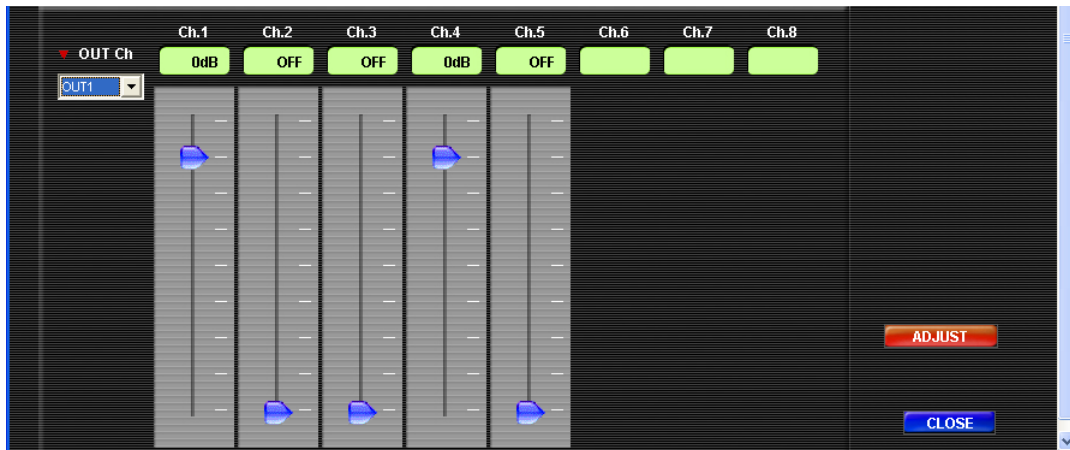 Ch.1 Ch.2 Ch.3 Ch.4 Ch.5 Ch.6 Ch.7 Ch.8
OUT Ch 0dB OFF OFF 0dB OFF
OUT1
ADJUST
CLOSE